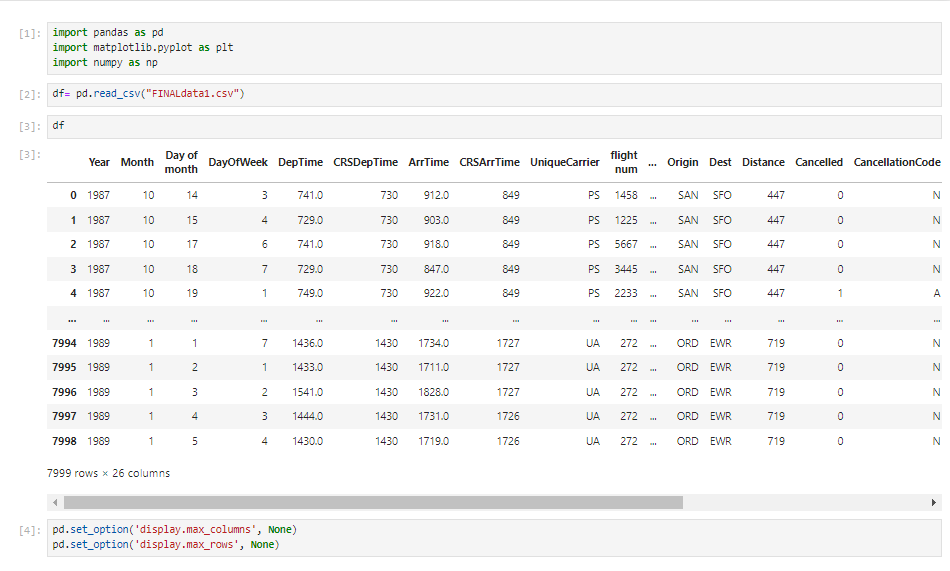 [1]: import pandas as pd
import matplotlib.pyplot as plt
import numpy as np
[2]: df= pd.read_csv("FINALdata1.csv")
[3]: df
[3]:
Year Month Day of month DayOfWeek DepTime CRSDepTime ArrTime CRSArrTime UniqueCarrier flight num ... Origin Dest Distance Cancelled CancellationCode
0 1987 10 14 3 741.0 730 912.0 849 PS 1458 ... SAN SFO 447 0 N
1 1987 10 15 4 729.0 730 903.0 849 PS 1225 ... SAN SFO 447 0 N
2 1987 10 17 6 741.0 730 918.0 849 PS 5667 ... SAN SFO 447 0 N
3 1987 10 18 7 729.0 730 847.0 849 PS 3445 ... SAN SFO 447 0 N
4 1987 10 19 1 749.0 730 922.0 849 PS 2233 ... SAN SFO 447 1 A
... ... ... ... ... ... ... ... ... ... ... ... ... ... ... ... ...
7994 1989 1 1 7 1436.0 1430 1734.0 1727 UA 272 ... ORD EWR 719 0 N
7995 1989 1 2 1 1433.0 1430 1711.0 1727 UA 272 ... ORD EWR 719 0 N
7996 1989 1 3 2 1541.0 1430 1828.0 1727 UA 272 ... ORD EWR 719 0 N
7997 1989 1 4 3 1444.0 1430 1731.0 1726 UA 272 ... ORD EWR 719 0 N
7998 1989 1 5 4 1430.0 1430 1719.0 1726 UA 272 ... ORD EWR 719 0 N
7999 rows × 26 columns
[4]: pd.set_option('display.max_columns', None)
pd.set_option('display.max_rows', None)